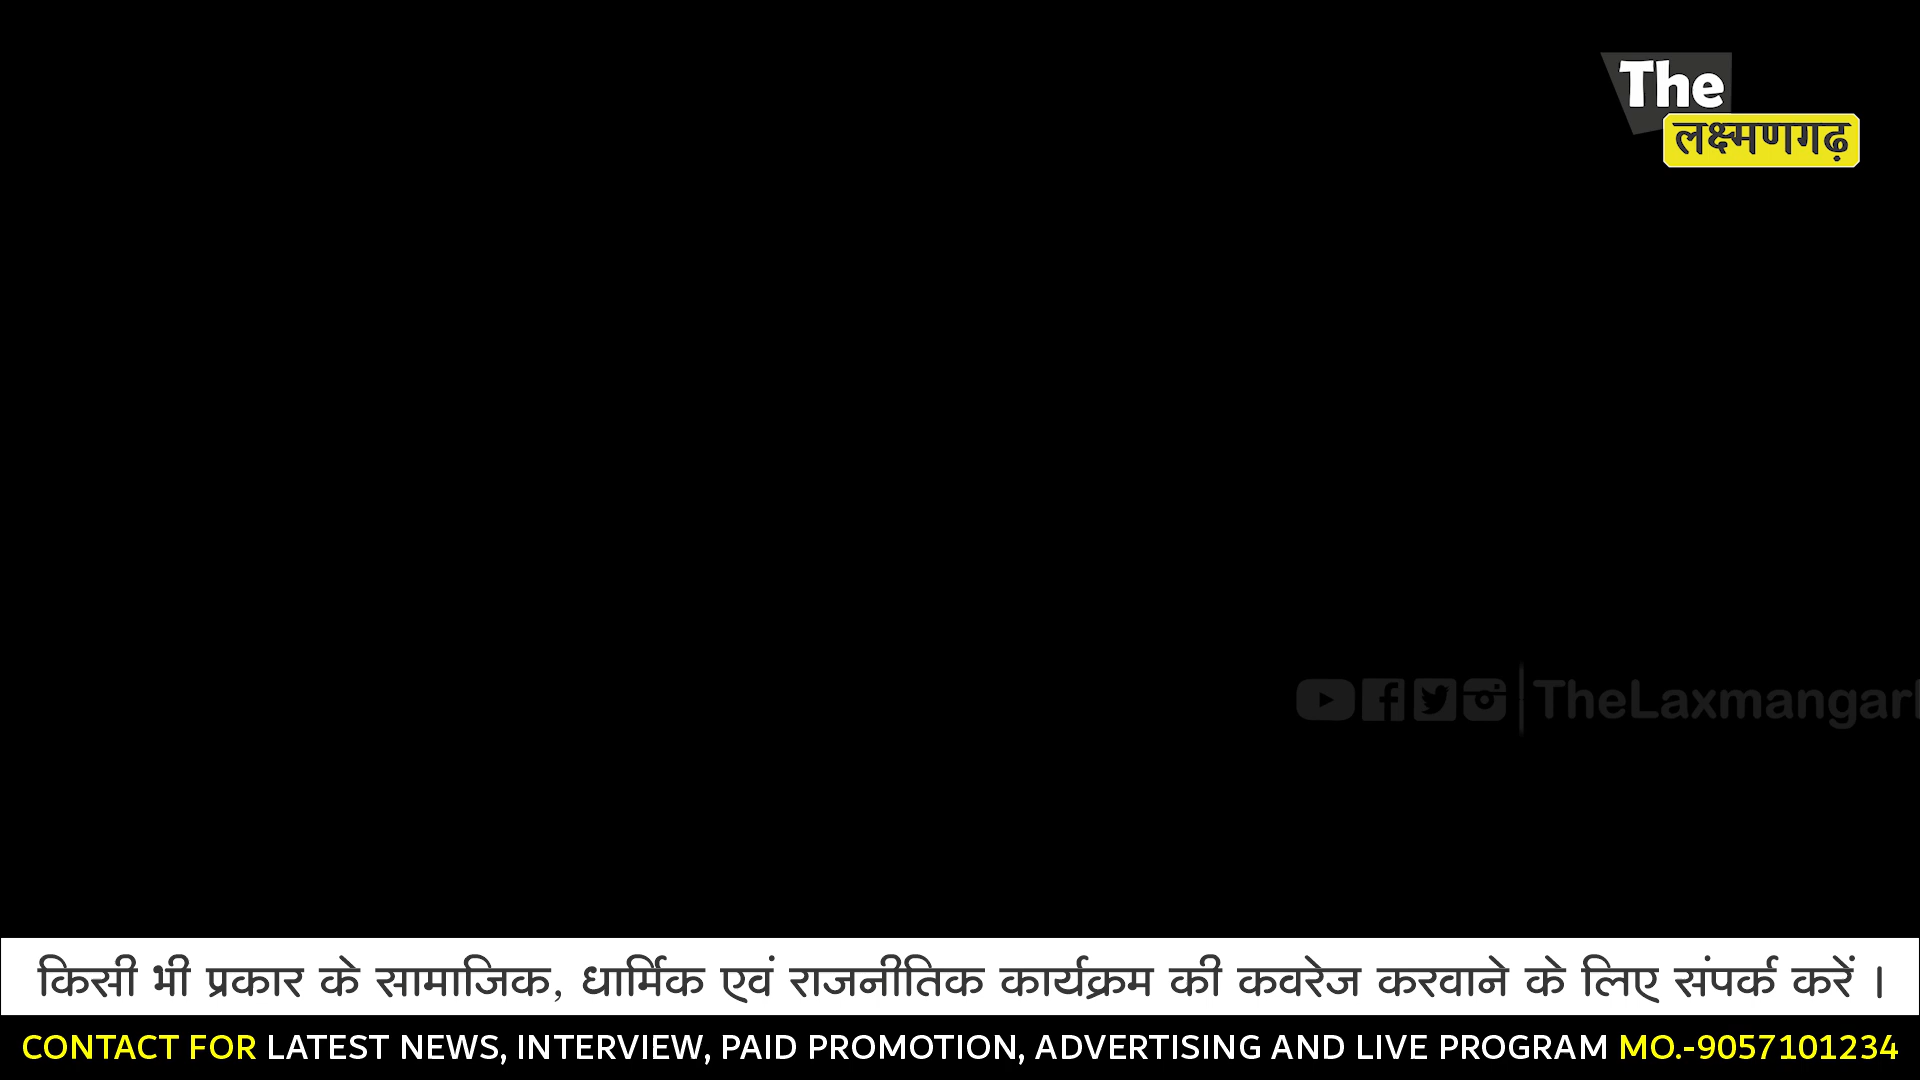 The
लक्ष्मणगढ़
TheLaxmangar
किसी भी प्रकार के सामाजिक, धार्मिक एवं राजनीतिक कार्यक्रम की कवरेज करवाने के लिए संपर्क करें ।
CONTACT FOR LATEST NEWS, INTERVIEW, PAID PROMOTION, ADVERTISING AND LIVE PROGRAM MO.-9057101234